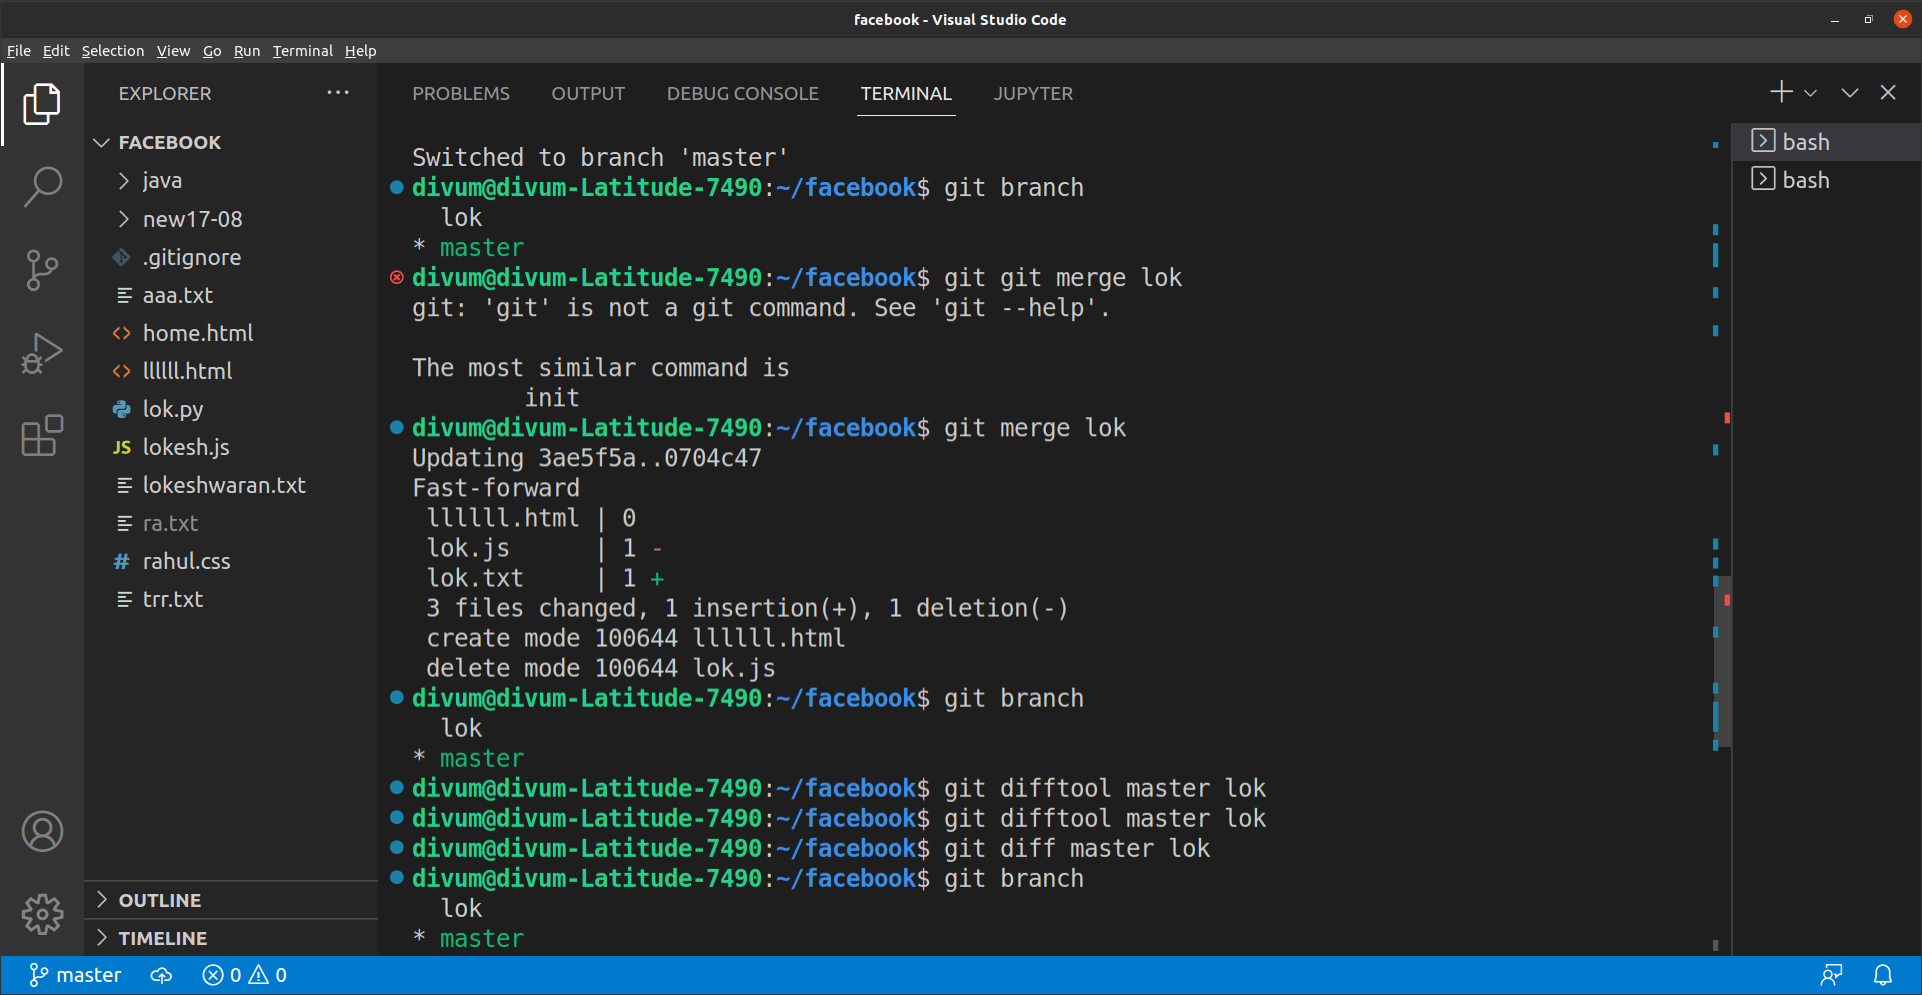 facebook - Visual Studio Code
File Edit Selection View Go Run Terminal Help
EXPLORER
FACEBOOK
java
new17-08
.gitignore
aaa.txt
home.html
llllll.html
lok.py
JS lokesh.js
lokeshwaran.txt
ra.txt
# rahul.css
trr.txt
OUTLINE
TIMELINE
PROBLEMS OUTPUT DEBUG CONSOLE TERMINAL JUPYTER
Switched to branch 'master'
divum@divum-Latitude-7490:~/facebook$ git branch
  lok
* master
divum@divum-Latitude-7490:~/facebook$ git git merge lok
git: 'git' is not a git command. See 'git --help'.
The most similar command is
        init
divum@divum-Latitude-7490:~/facebook$ git merge lok
Updating 3ae5f5a..0704c47
Fast-forward
 llllll.html | 0
 lok.js      | 1 -
 lok.txt     | 1 +
 3 files changed, 1 insertion(+), 1 deletion(-)
 create mode 100644 llllll.html
 delete mode 100644 lok.js
divum@divum-Latitude-7490:~/facebook$ git branch
  lok
* master
divum@divum-Latitude-7490:~/facebook$ git difftool master lok
divum@divum-Latitude-7490:~/facebook$ git difftool master lok
divum@divum-Latitude-7490:~/facebook$ git diff master lok
divum@divum-Latitude-7490:~/facebook$ git branch
  lok
* master
bash
bash
master 0 0